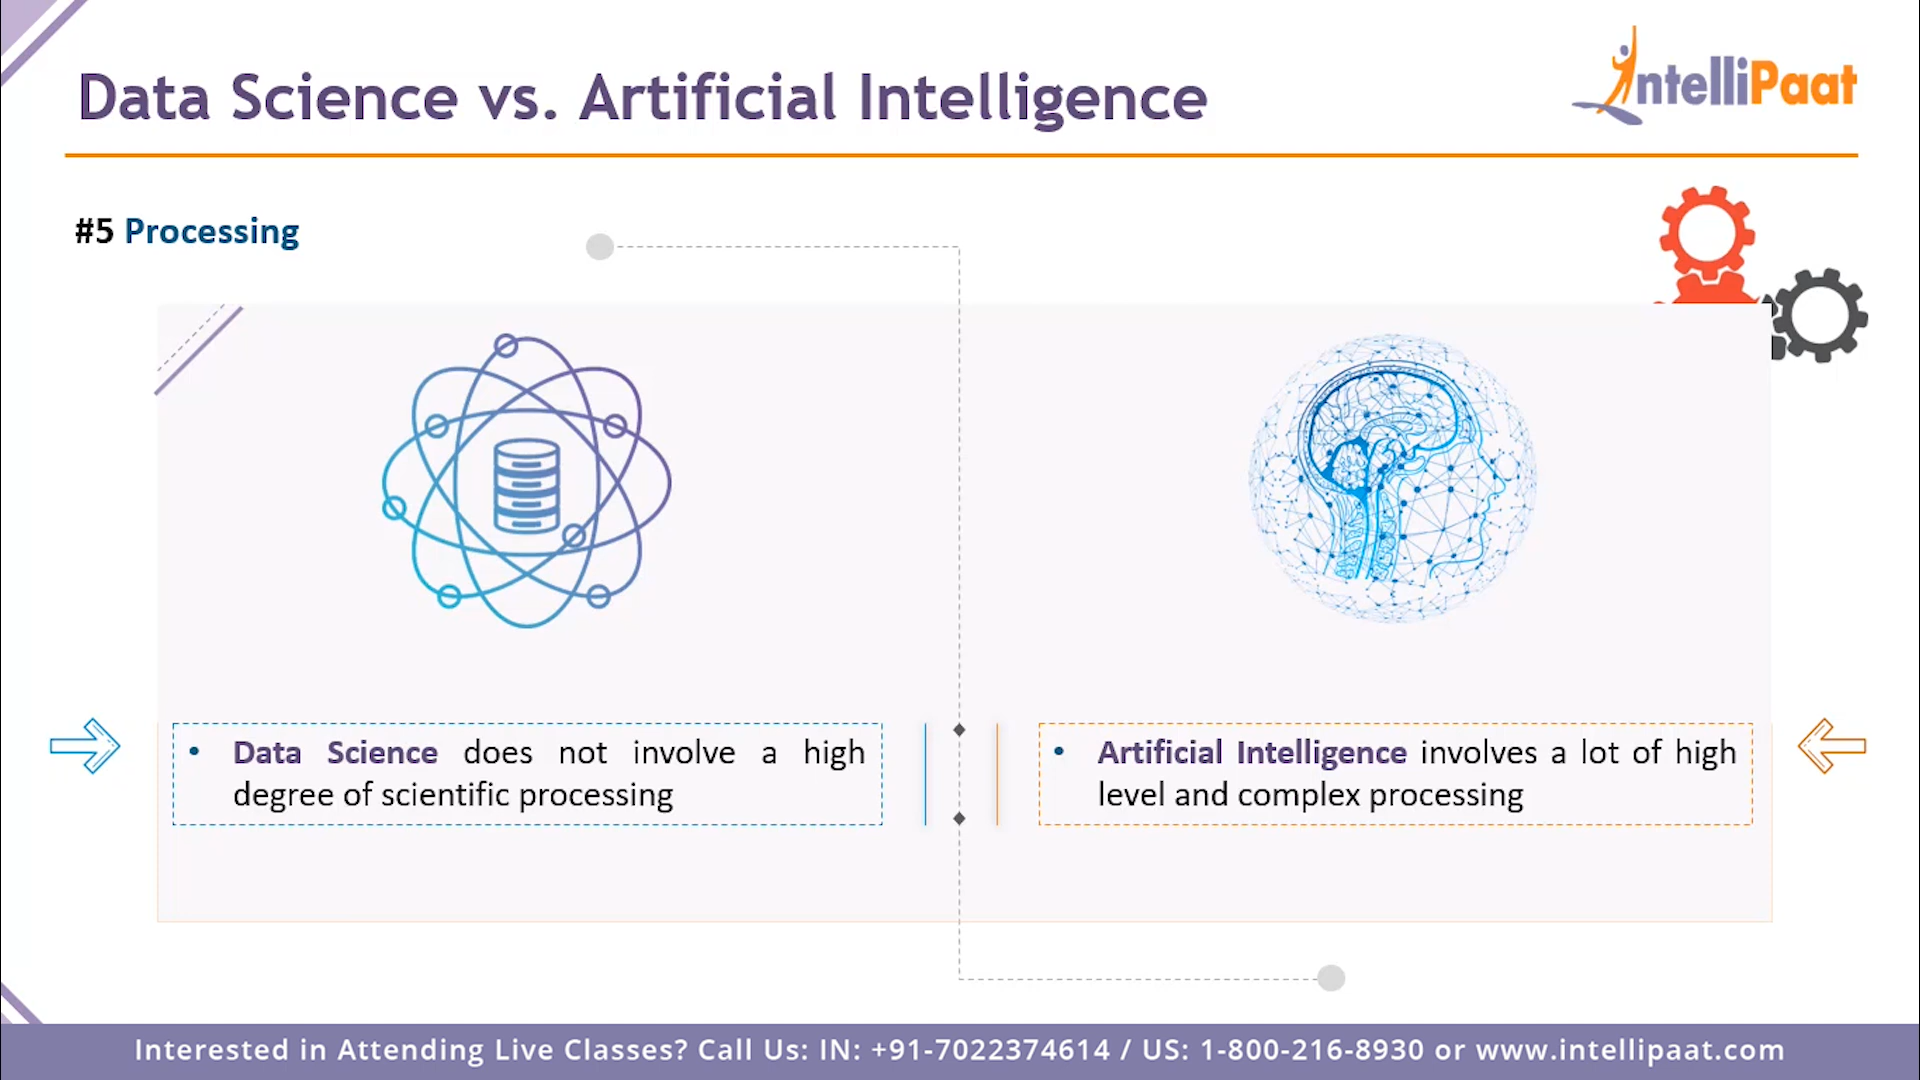 Data Science vs. Artificial Intelligence
IntelliPaat
#5 Processing
• Data Science does not involve a high
degree of scientific processing
• Artificial Intelligence involves a lot of high
level and complex processing
Interested in Attending Live Classes? Call Us: IN: +91-7022374614 / US: 1-800-216-8930 or www.intellipaat.com